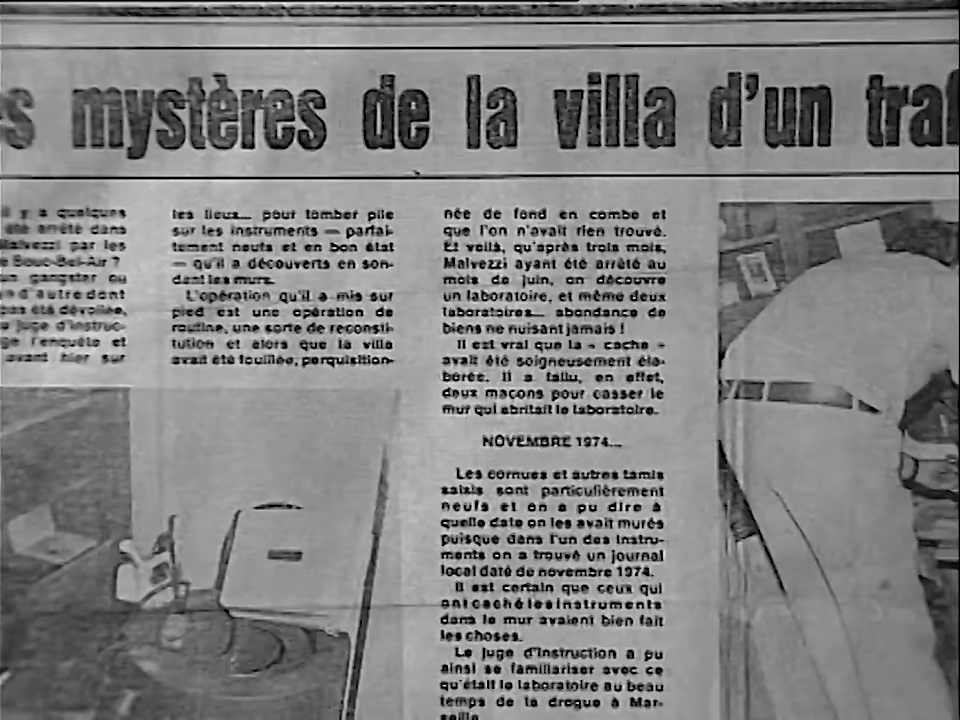 s mystères de la villa d'un traf
il y a quelques
été arrêté dans
Malvezzi par les
e Bouc-Bel-Air ?
un gangster ou
n d'autre dont
pas été dévoilée,
u juge d'instruc-
ge l'enquête et
avant hier sur
les lieux... pour tomber pile
sur les instruments — parfai-
tement neufs et en bon état
— qu'il a découverts en son-
dant les murs.
L'opération qu'il a mis sur
pied est une opération de
routine, une sorte de reconsti-
tution et alors que la villa
avait été fouillée, perquisition-
née de fond en combe et
que l'on n'avait rien trouvé.
Et voilà, qu'après trois mois,
Malvezzi ayant été arrêté au
mois de juin, on découvre
un laboratoire, et même deux
laboratoires... abondance de
biens ne nuisant jamais !
Il est vrai que la « cache »
avait été soigneusement éla-
borée. Il a fallu, en effet,
deux maçons pour casser le
mur qui abritait le laboratoire.
NOVEMBRE 1974...
Les cornues et autres tamis
saisis sont particulièrement
neufs et on a pu dire à
quelle date on les avait murés
puisque dans l'un des instru-
ments on a trouvé un journal
local daté de novembre 1974.
Il est certain que ceux qui
ont caché les instruments
dans le mur avaient bien fait
les choses.
Le juge d'instruction a pu
ainsi se familiariser avec ce
qu'était le laboratoire au beau
temps de la drogue à Mar-
seille